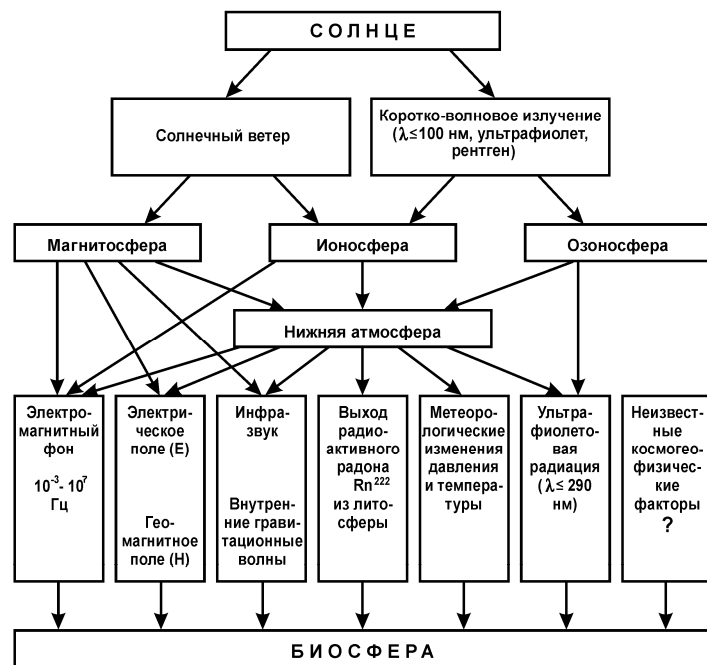 СОЛНЦЕ
Солнечный ветер
Коротко-волновое излучение
(λ≤100 нм, ультрафиолет,
рентген)
Магнитосфера
Ионосфера
Озоносфера
Нижняя атмосфера
Электро-
магнитный
фон
10⁻³- 10⁷
Гц
Электри-
ческое
поле (Е)
Гео-
магнитное
поле (Н)
Инфра-
звук
Внутрен-
ние грави-
тационные
волны
Выход
радио-
активного
радона
Rn²²²
из лито-
сферы
Метеоро-
логические
изменения
давления
и темпера-
туры
Ультра-
фиолето-
вая
радиация
(λ≤ 290
нм)
Неизвест-
ные
космогео-
физичес-
кие
факторы
?
БИОСФЕРА